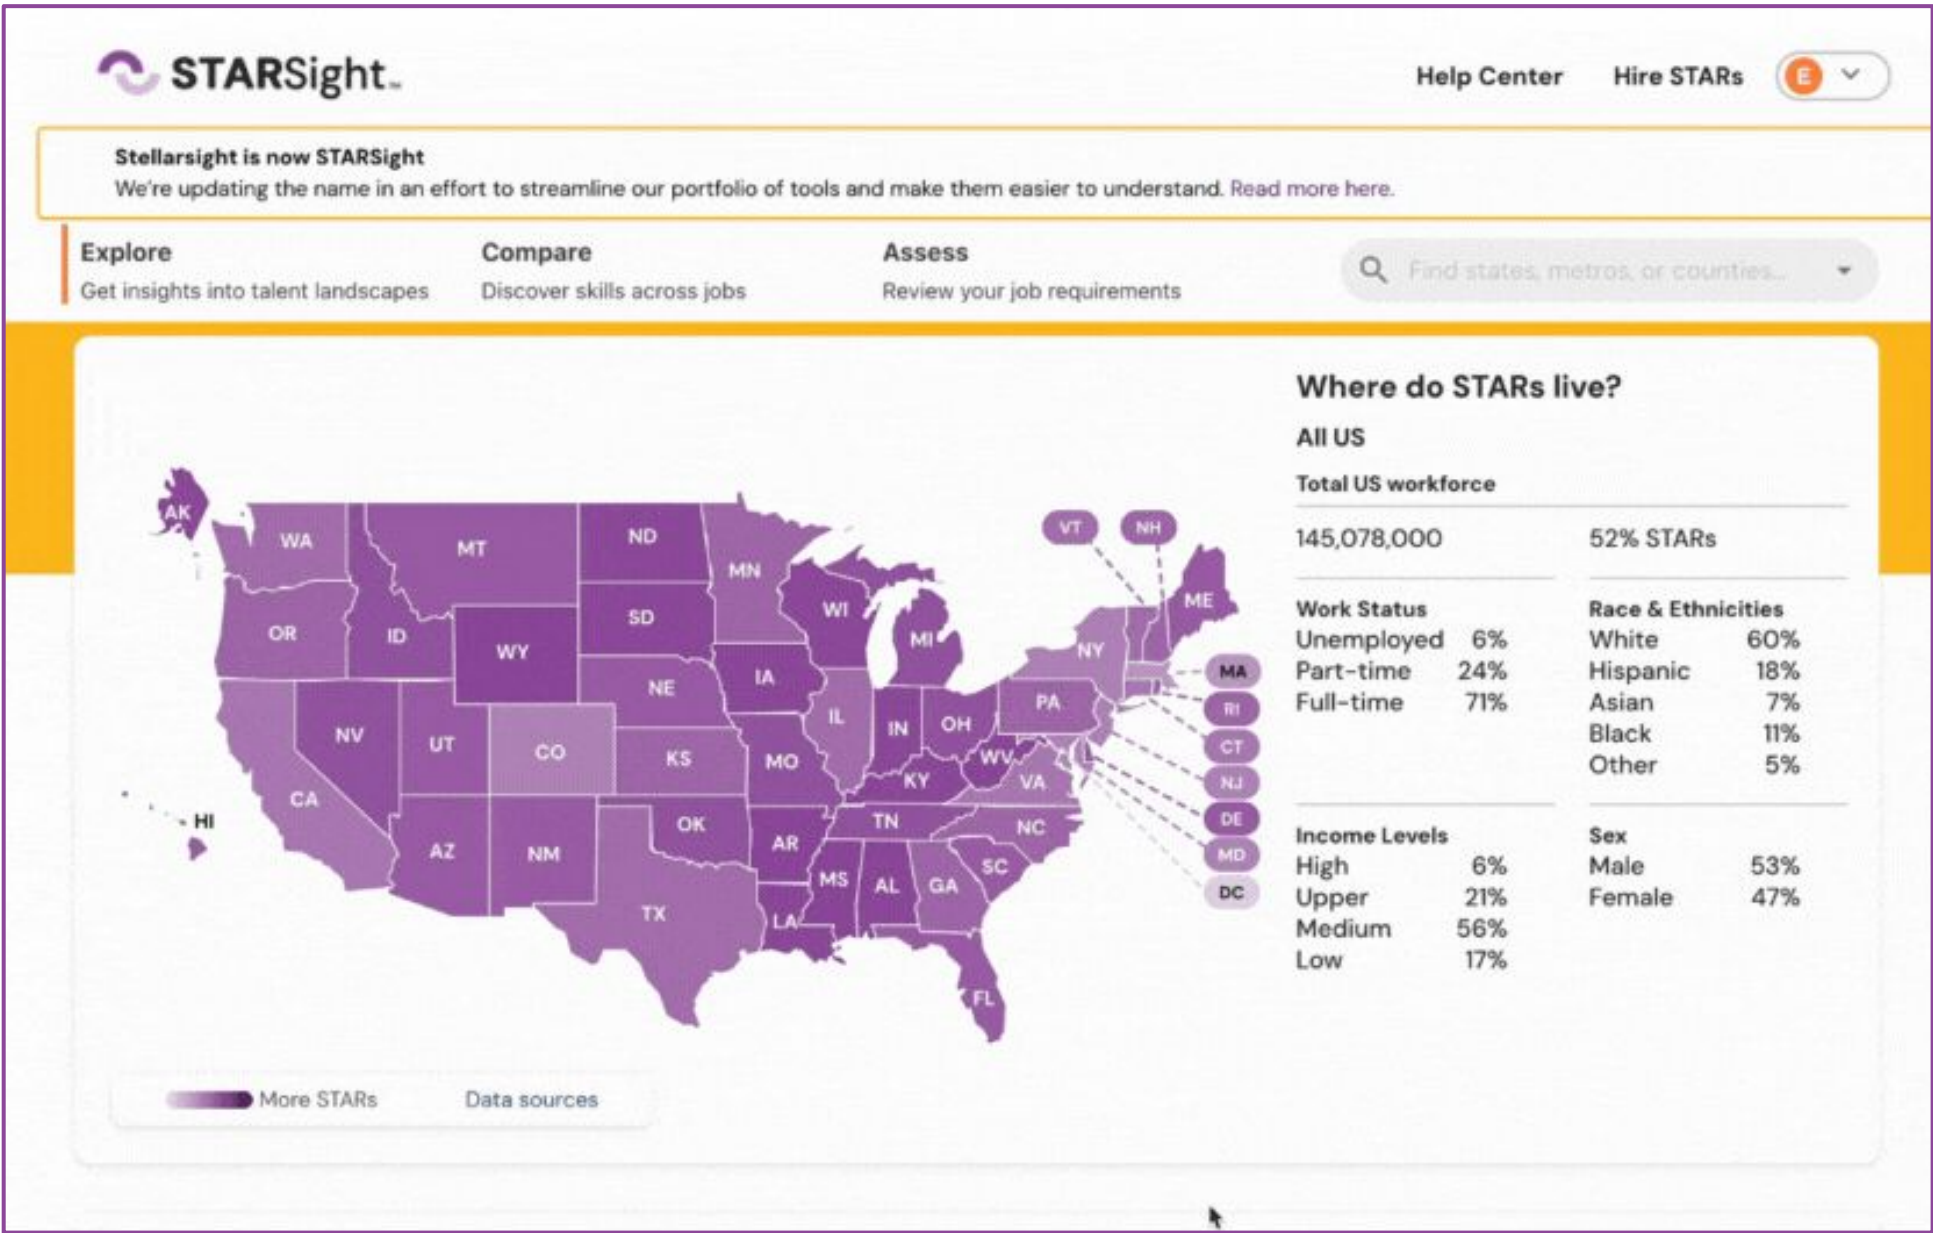 STARSight™
Help Center
Hire STARs
E
Stellarsight is now STARSight
We're updating the name in an effort to streamline our portfolio of tools and make them easier to understand. Read more here.
Explore
Get insights into talent landscapes
Compare
Discover skills across jobs
Assess
Review your job requirements
Find states, metros, or counties...
AK
WA
MT
ND
MN
OR
ID
WY
SD
WI
MI
ME
VT
NH
NY
NE
IA
MA
NV
UT
CO
KS
MO
IL
IN
OH
PA
RI
WV
KY
VA
CT
CA
NJ
HI
AZ
NM
OK
AR
TN
NC
DE
MS
AL
GA
SC
MD
TX
LA
DC
FL
More STARs
Data sources
Where do STARs live?
All US
Total US workforce
145,078,000
52% STARs
Work Status
Unemployed 6%
Part-time 24%
Full-time 71%
Race & Ethnicities
White 60%
Hispanic 18%
Asian 7%
Black 11%
Other 5%
Income Levels
High 6%
Upper 21%
Medium 56%
Low 17%
Sex
Male 53%
Female 47%